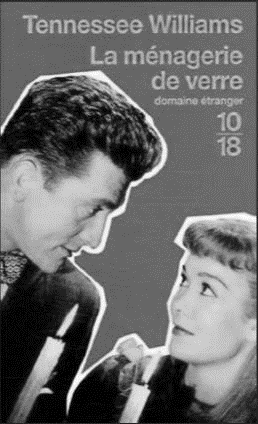 Tennessee Williams
La ménagerie
de verre
domaine étranger
10
18